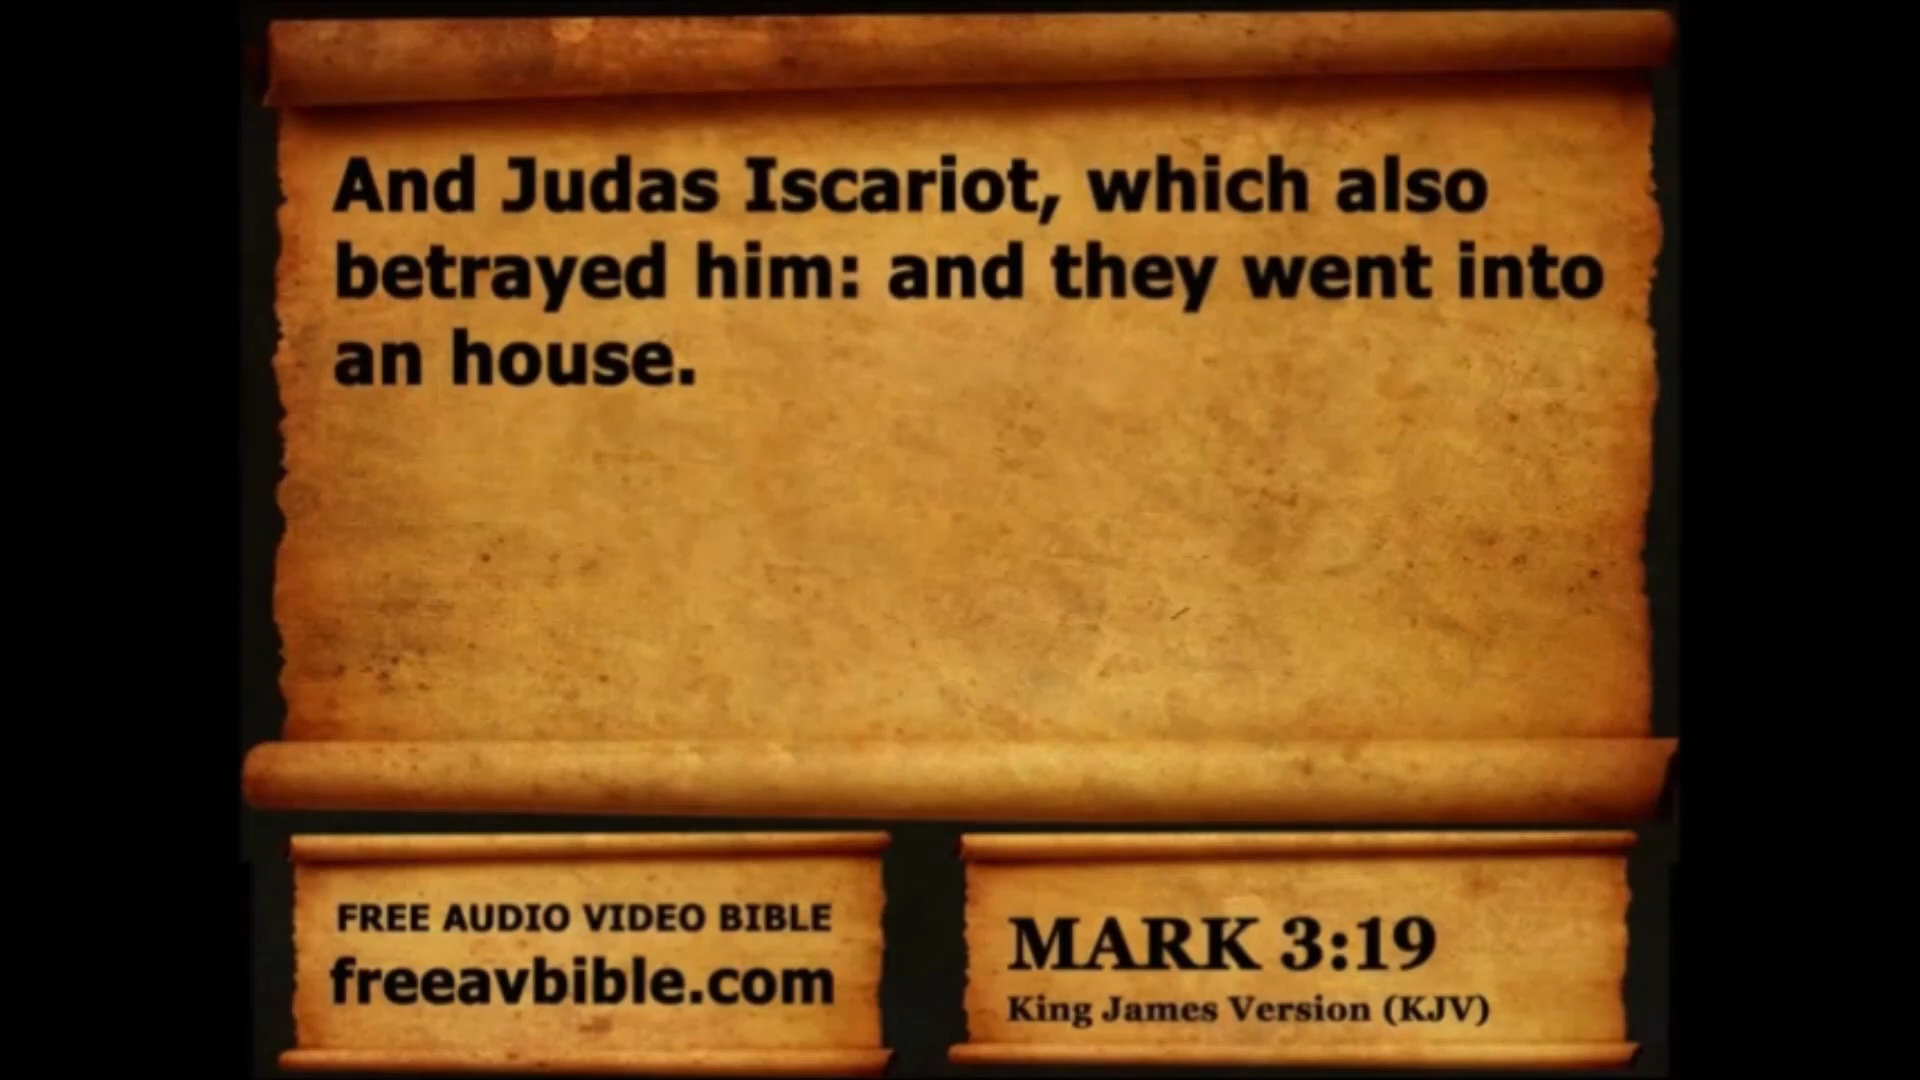 And Judas Iscariot, which also
betrayed him: and they went into
an house.
FREE AUDIO VIDEO BIBLE
freeavbible.com
MARK 3:19
King James Version (KJV)